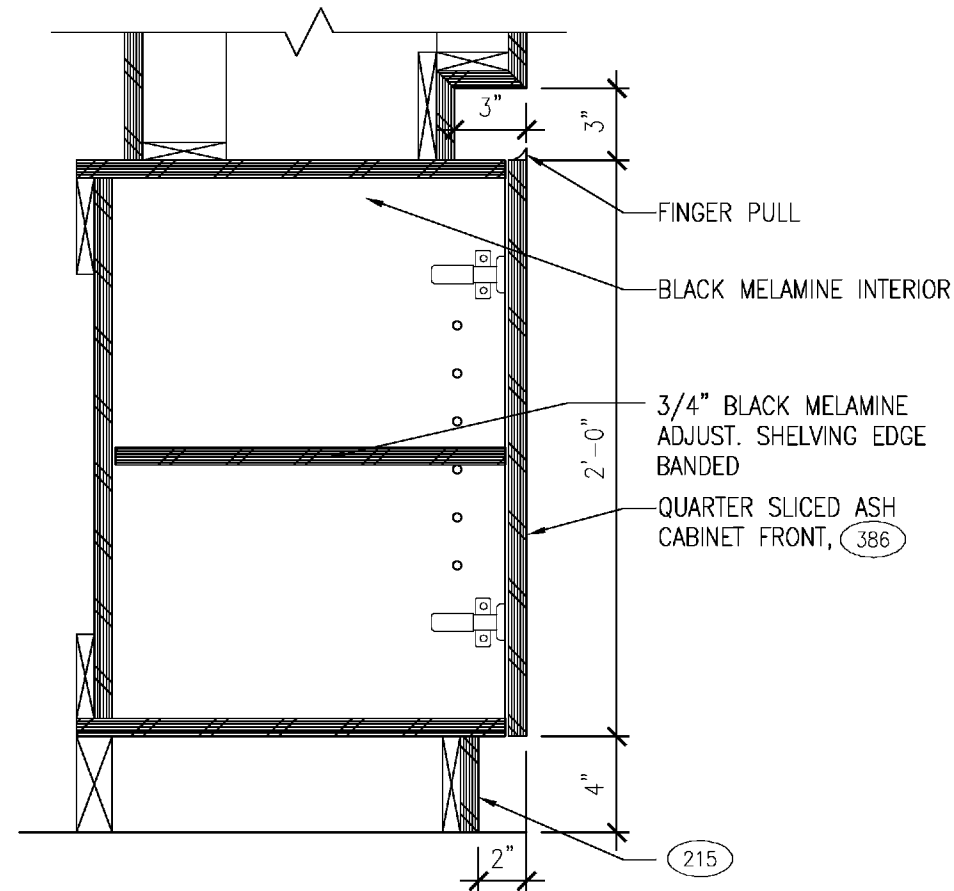 3"
3"
FINGER PULL
BLACK MELAMINE INTERIOR
3/4" BLACK MELAMINE
ADJUST. SHELVING EDGE
BANDED
2'-0"
QUARTER SLICED ASH
CABINET FRONT, 386
4"
2"
215